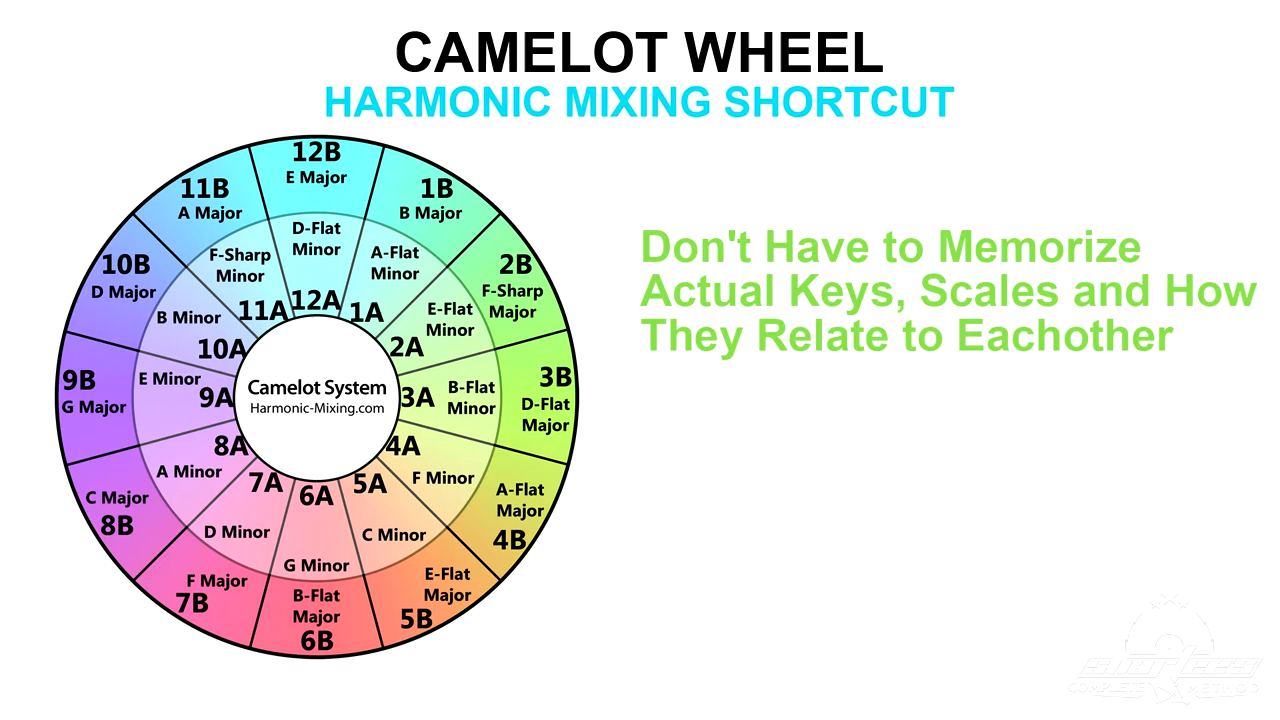 CAMELOT WHEEL
HARMONIC MIXING SHORTCUT
12B
E Major
1B
B Major
2B
F-Sharp
Major
3B
D-Flat
Major
A-Flat
Major
4B
E-Flat
Major
5B
B-Flat
Major
6B
F Major
7B
C Major
8B
9B
G Major
10B
D Major
11B
A Major
D-Flat
Minor
12A
A-Flat
Minor
1A
E-Flat
Minor
2A
B-Flat
Minor
3A
4A
F Minor
5A
C Minor
6A
G Minor
7A
D Minor
8A
A Minor
E Minor
9A
B Minor
10A
F-Sharp
Minor
11A
Camelot System
Harmonic-Mixing.com
Don't Have to Memorize
Actual Keys, Scales and How
They Relate to Eachother
COMPLETE METHOD